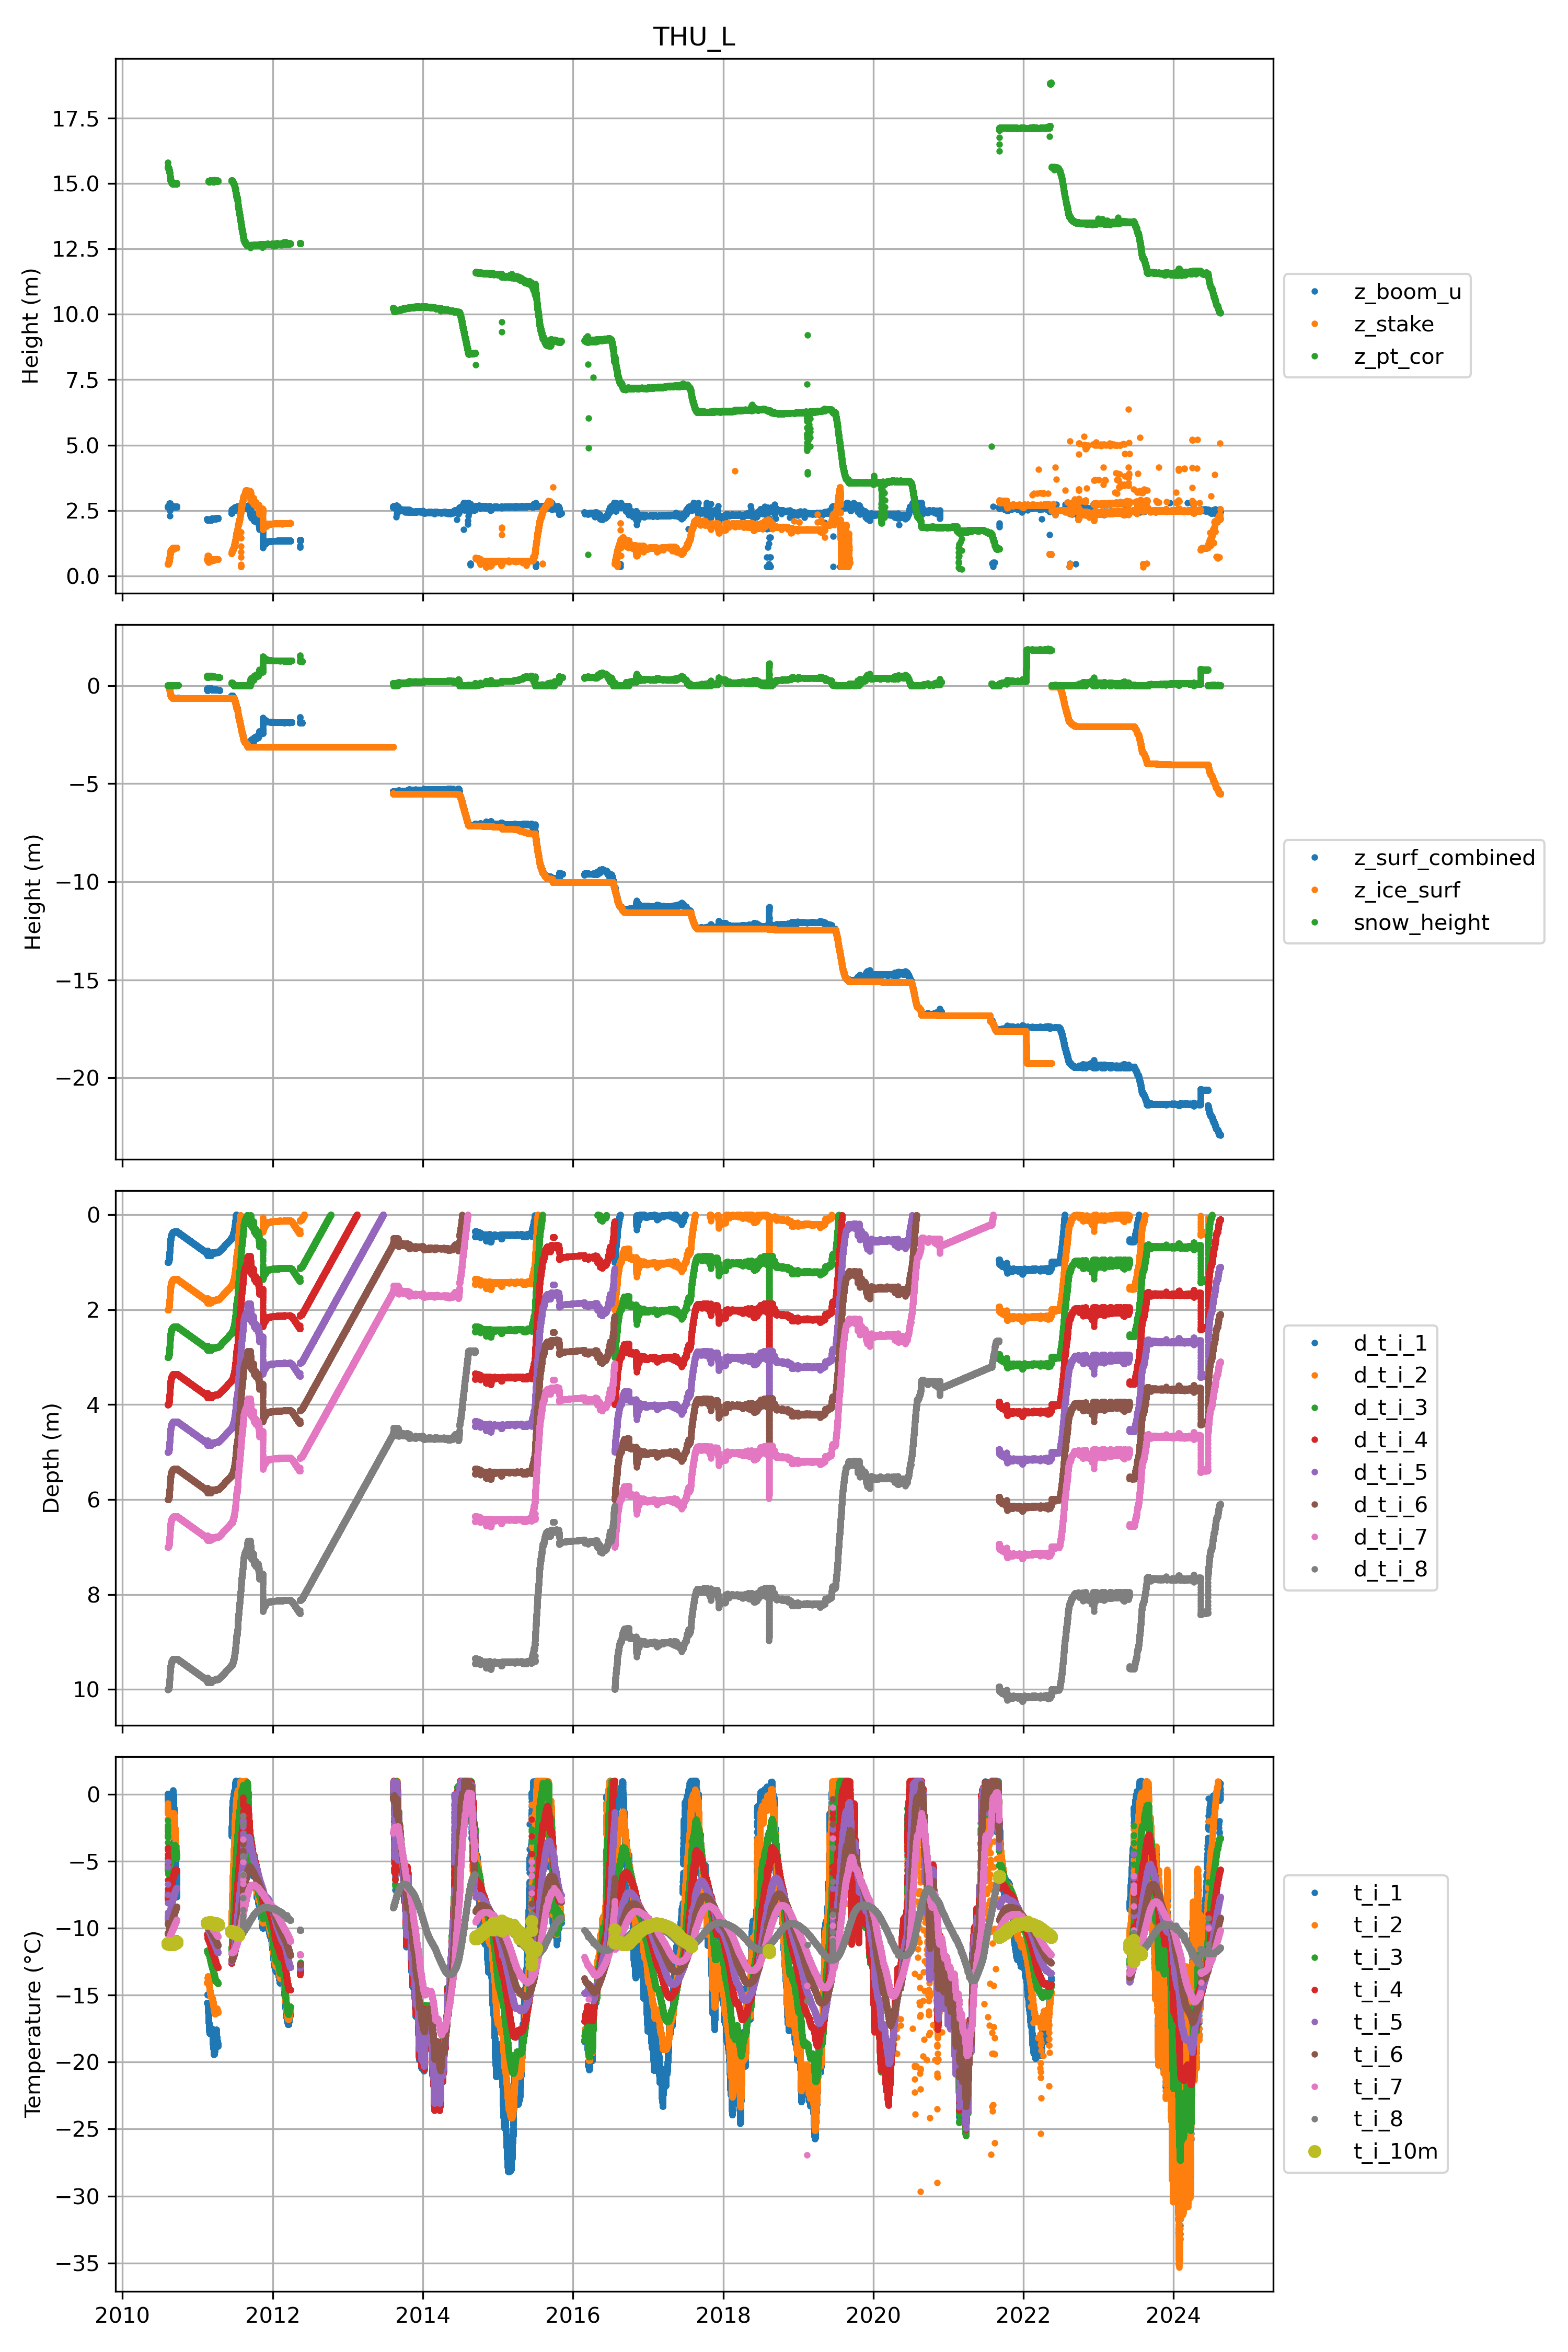 THU_L
17.5
15.0
12.5
10.0
7.5
5.0
2.5
0.0
Height (m)
z_boom_u
z_stake
z_pt_cor
0
−5
−10
−15
−20
Height (m)
z_surf_combined
z_ice_surf
snow_height
0
2
4
6
8
10
Depth (m)
d_t_i_1
d_t_i_2
d_t_i_3
d_t_i_4
d_t_i_5
d_t_i_6
d_t_i_7
d_t_i_8
0
−5
−10
−15
−20
−25
−30
−35
Temperature (°C)
t_i_1
t_i_2
t_i_3
t_i_4
t_i_5
t_i_6
t_i_7
t_i_8
t_i_10m
2010 2012 2014 2016 2018 2020 2022 2024